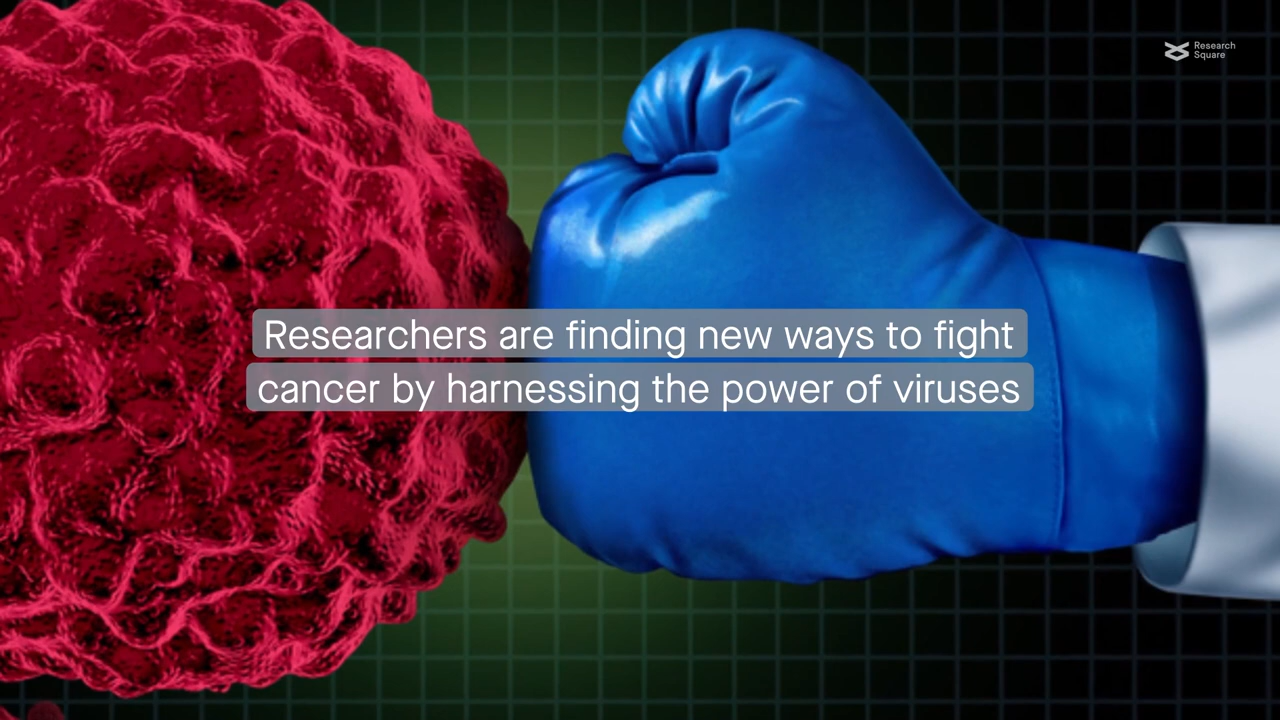 Research
Square
Researchers are finding new ways to fight
cancer by harnessing the power of viruses